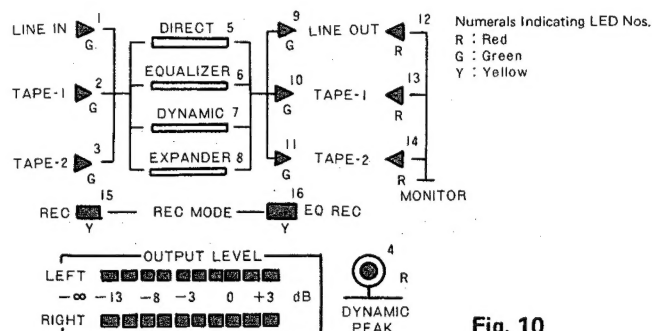 1 9 12 Numerals Indicating LED Nos.
LINE IN DIRECT 5 LINE OUT R : Red
G G R G : Green
Y : Yellow
2 EQUALIZER 6 10 13
TAPE-1 G G TAPE-1 R
DYNAMIC 7
3 11 14
TAPE-2 EXPANDER 8 TAPE-2
G G R
MONITOR
15 16
REC REC MODE EQ REC
Y Y
OUTPUT LEVEL 4
LEFT R
-∞ -13 -8 -3 0 +3 dB
DYNAMIC
RIGHT PEAK Fig. 10